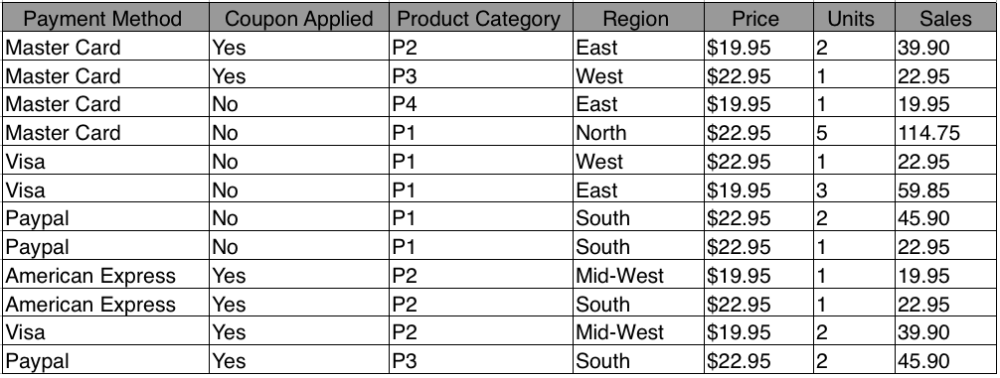 Payment Method Coupon Applied Product Category Region Price Units Sales
Master Card Yes P2 East $19.95 2 39.90
Master Card Yes P3 West $22.95 1 22.95
Master Card No P4 East $19.95 1 19.95
Master Card No P1 North $22.95 5 114.75
Visa No P1 West $22.95 1 22.95
Visa No P1 East $19.95 3 59.85
Paypal No P1 South $22.95 2 45.90
Paypal No P1 South $22.95 1 22.95
American Express Yes P2 Mid-West $19.95 1 19.95
American Express Yes P2 South $22.95 1 22.95
Visa Yes P2 Mid-West $19.95 2 39.90
Paypal Yes P3 South $22.95 2 45.90